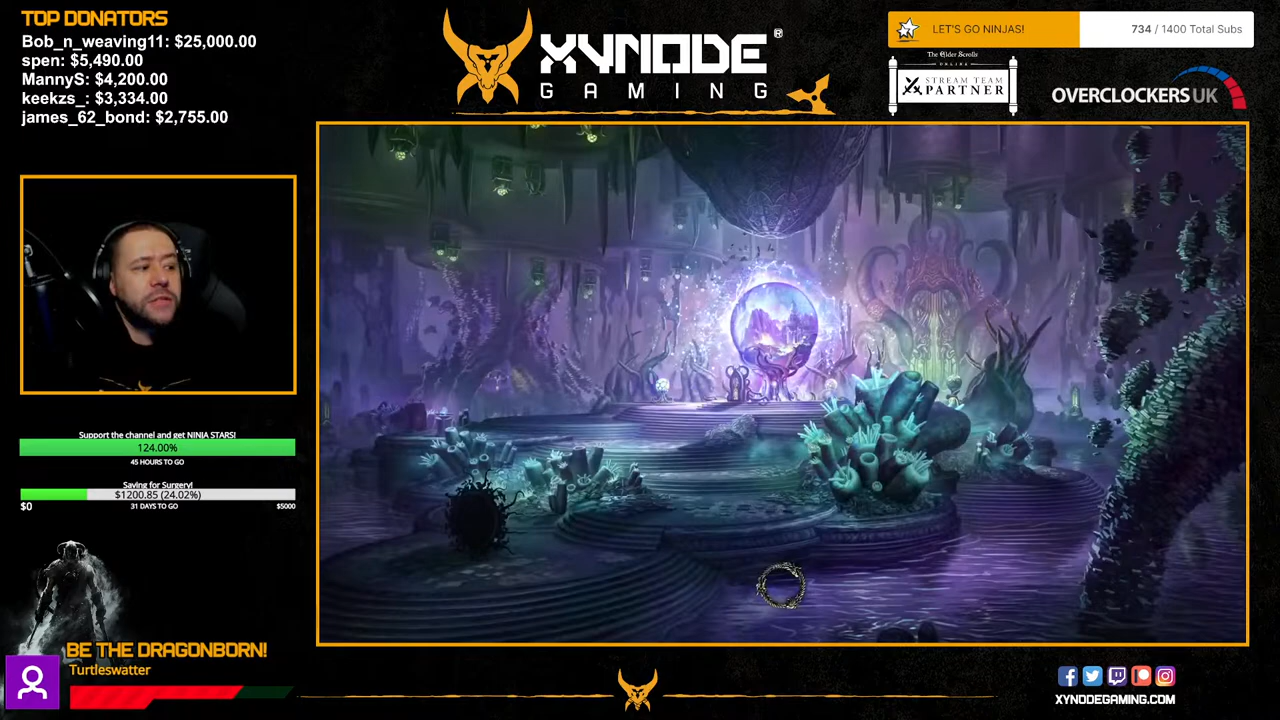 TOP DONATORS
Bob_n_weaving11: $25,000.00
spen: $5,490.00
MannyS: $4,200.00
keekzs_: $3,334.00
james_62_bond: $2,755.00
XYNODE®
GAMING
LET'S GO NINJAS!
734 / 1400 Total Subs
The Elder Scrolls
ONLINE
STREAM TEAM
PARTNER
OVERCLOCKERS UK
Support the channel and get NINJA STARS!
124.00%
45 HOURS TO GO
Saving for Surgery!
$1200.85 (24.02%)
$0
31 DAYS TO GO
$5000
BE THE DRAGONBORN!
Turtleswatter
XYNODEGAMING.COM